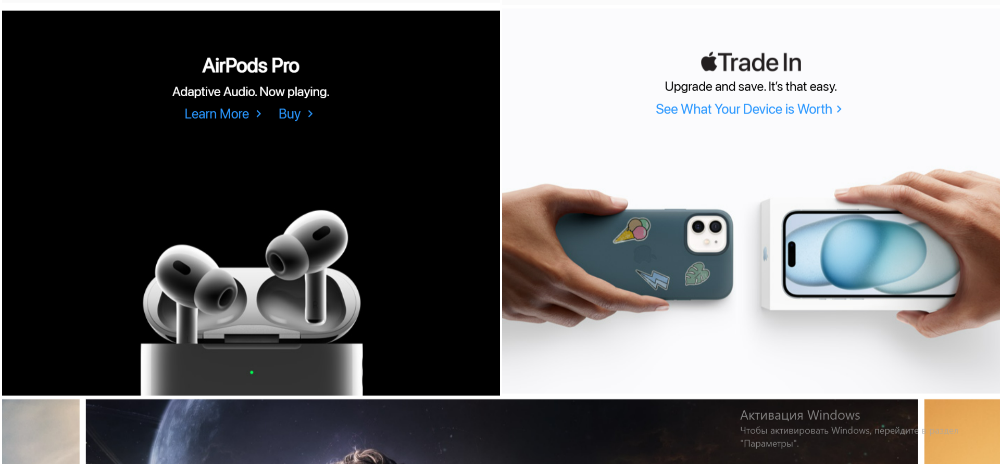 AirPods Pro
Adaptive Audio. Now playing.
Learn More > Buy >
Trade In
Upgrade and save. It’s that easy.
See What Your Device is Worth >
Активация Windows
Чтобы активировать Windows, перейдите в раздел
"Параметры".